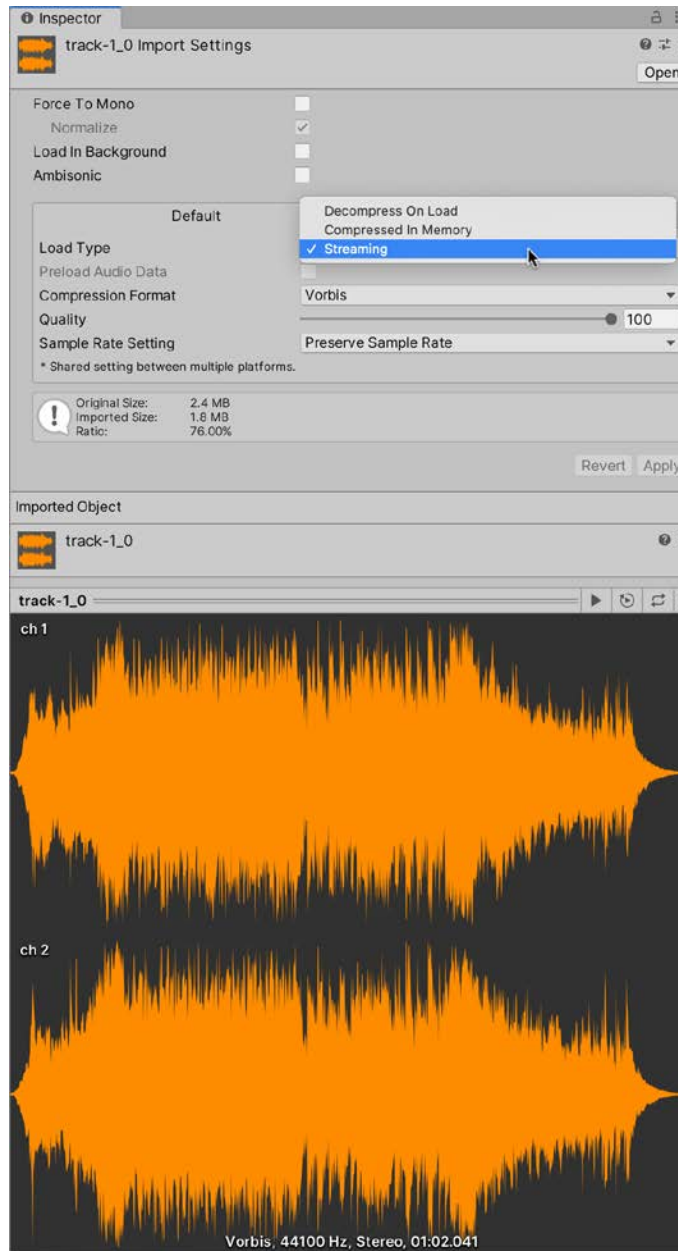 Inspector
track-1_0 Import Settings
Open
Force To Mono
Normalize
Load In Background
Ambisonic
Default
Decompress On Load
Compressed In Memory
Load Type
✓ Streaming
Preload Audio Data
Compression Format Vorbis
Quality 100
Sample Rate Setting Preserve Sample Rate
* Shared setting between multiple platforms.
Original Size: 2.4 MB
Imported Size: 1.8 MB
Ratio: 76.00%
Revert Apply
Imported Object
track-1_0
track-1_0
ch 1
ch 2
Vorbis, 44100 Hz, Stereo, 01:02.041